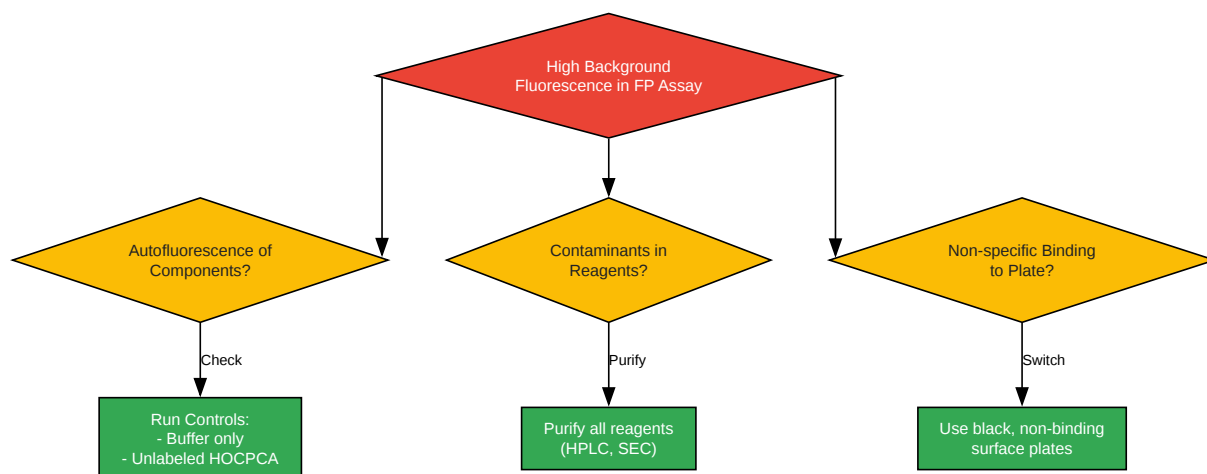 High Background
Fluorescence in FP Assay
Autofluorescence of
Components?
Contaminants in
Reagents?
Non-specific Binding
to Plate?
Check
Purify
Switch
Run Controls:
- Buffer only
- Unlabeled HOCPCA
Purify all reagents
(HPLC, SEC)
Use black, non-binding
surface plates